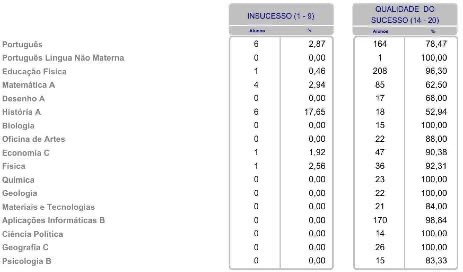 INSUCESSO (1 - 9) QUALIDADE DO SUCESSO (14 - 20)
Alunos % Alunos %
Português 6 2,87 164 78,47
Português Língua Não Materna 0 0,00 1 100,00
Educação Física 1 0,46 208 96,30
Matemática A 4 2,94 85 62,50
Desenho A 0 0,00 17 68,00
História A 6 17,65 18 52,94
Biologia 0 0,00 15 100,00
Oficina de Artes 0 0,00 22 88,00
Economia C 1 1,92 47 90,38
Física 1 2,56 36 92,31
Química 0 0,00 23 100,00
Geologia 0 0,00 22 100,00
Materiais e Tecnologias 0 0,00 21 84,00
Aplicações Informáticas B 0 0,00 170 98,84
Ciência Política 0 0,00 14 100,00
Geografia C 0 0,00 26 100,00
Psicologia B 0 0,00 15 83,33